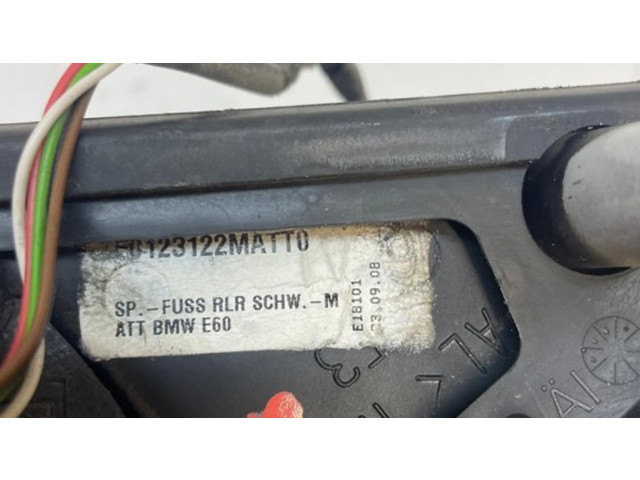 F0123122MATT0
SP.-FUSS RLR SCHW.-M
ATT BMW E60
E18101
23.09.08